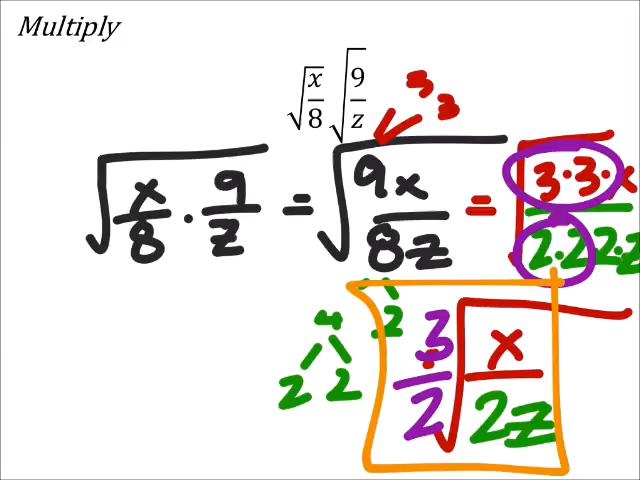 Multiply
√(x/8) √(9/z)
√(x/8 · 9/z) = √(9x/8z) = √(3·3·x/2·2·2·z)
3 3
4 2
2 2
3/2 √(x/2z)